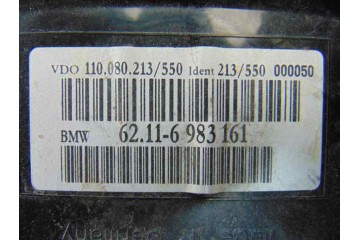 VDO 110.080.213/550 Ident 213/550 000050
BMW 62.11-6 983 161